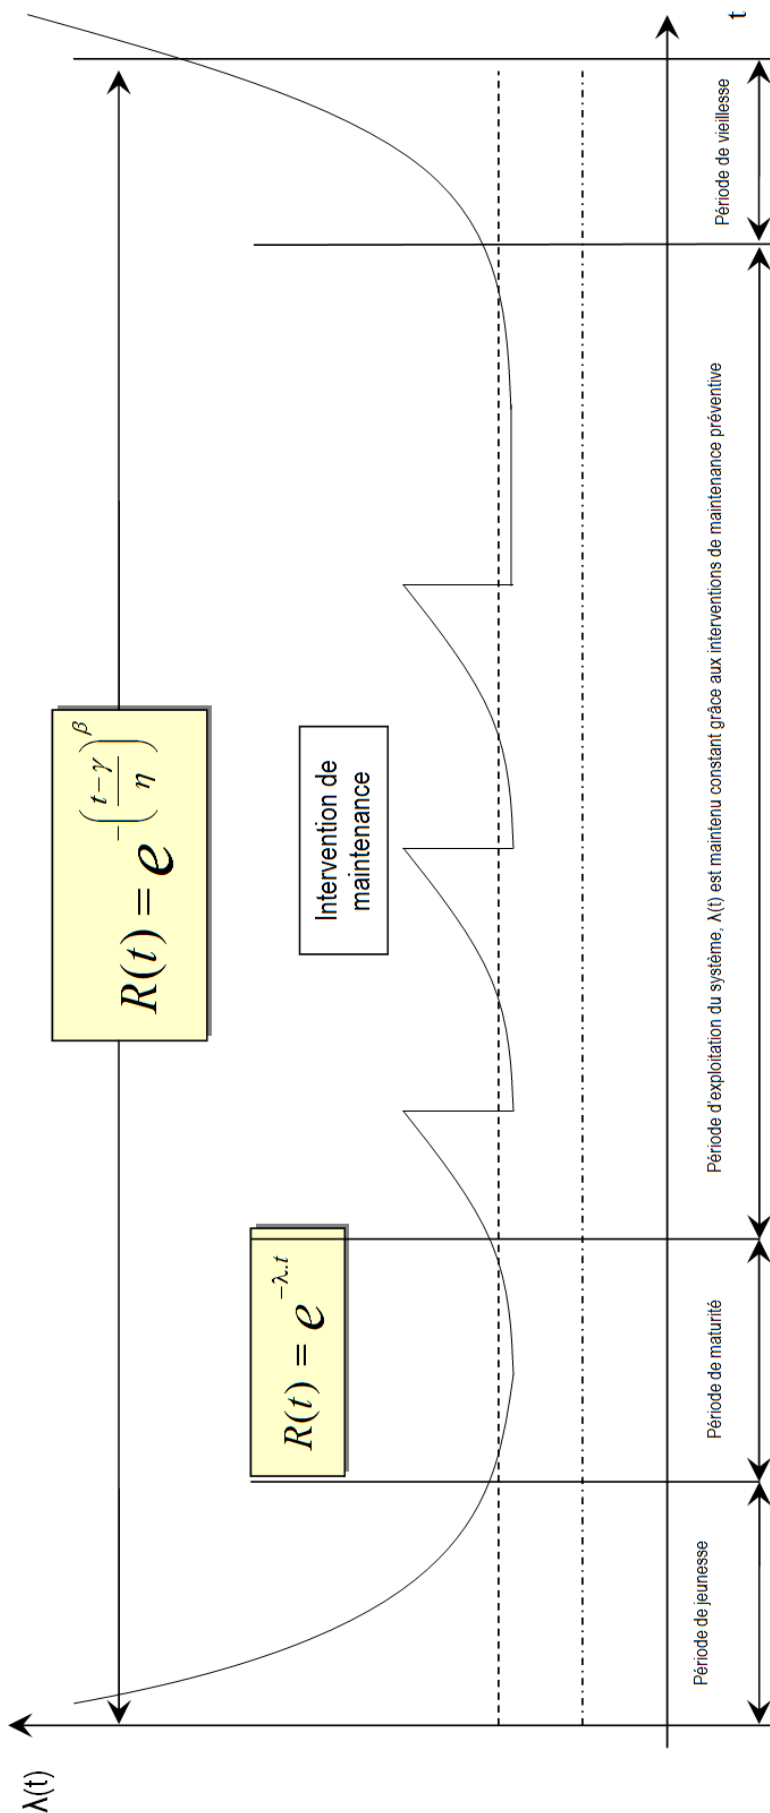 λ(t)
R(t) = e^{-((t-γ)/η)^β}
R(t) = e^{-λ.t}
Intervention de
maintenance
Période de jeunesse
Période de maturité
Période d'exploitation du système, λ(t) est maintenu constant grâce aux interventions de maintenance préventive
Période de vieillesse
t